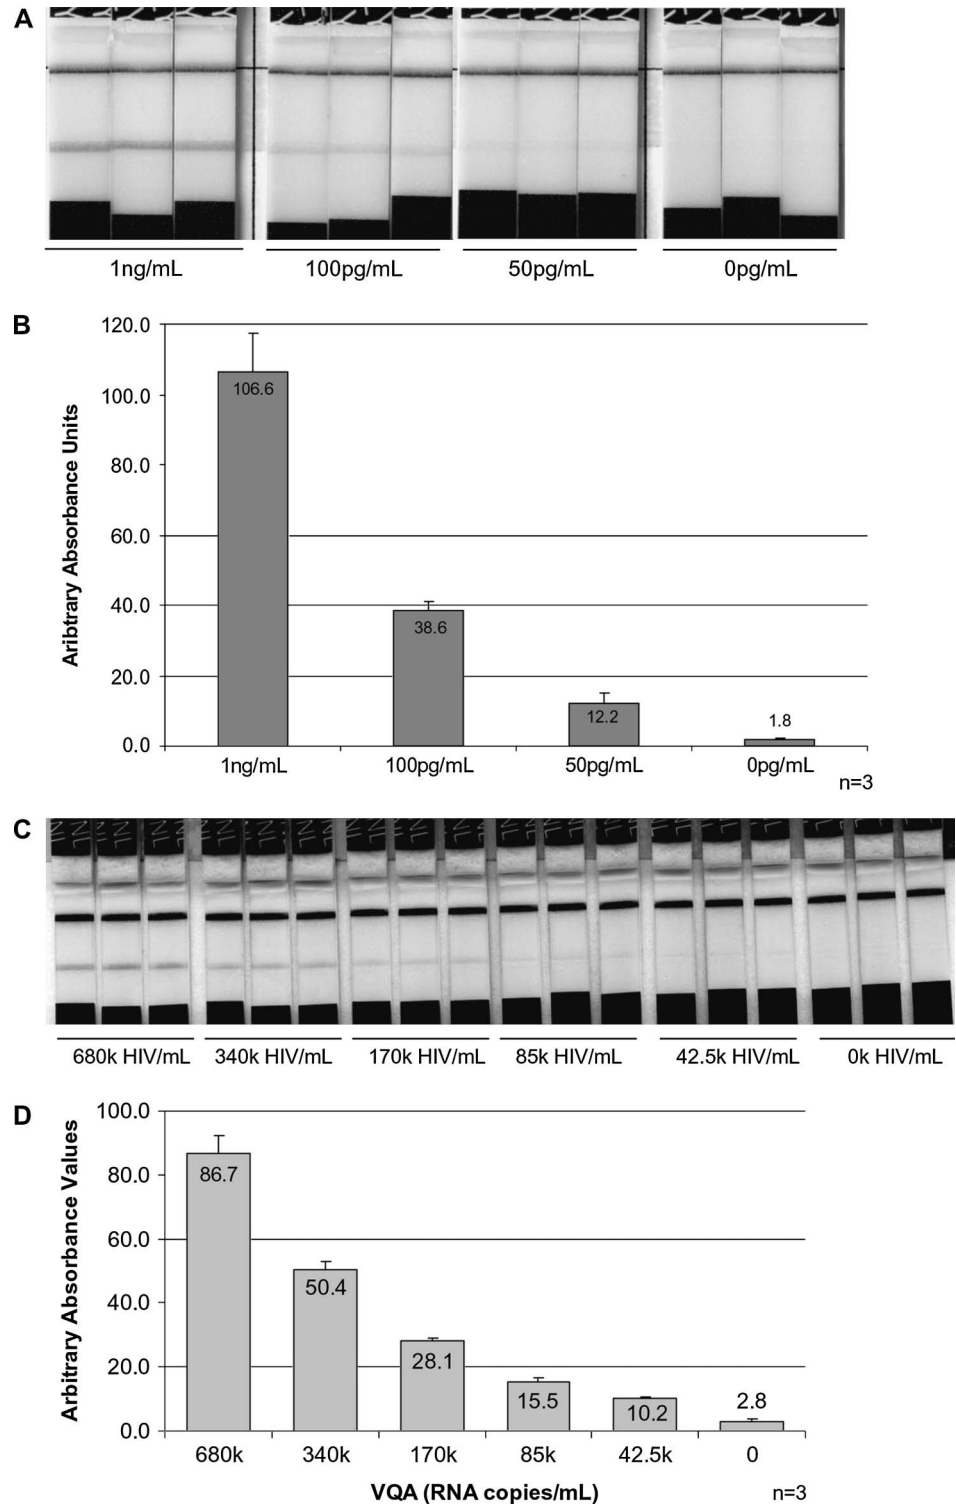 A
1ng/mL 100pg/mL 50pg/mL 0pg/mL
B
Aribtrary Absorbance Units
120.0
100.0
80.0
60.0
40.0
20.0
0.0
106.6
38.6
12.2
1.8
1ng/mL 100pg/mL 50pg/mL 0pg/mL
n=3
C
680k HIV/mL 340k HIV/mL 170k HIV/mL 85k HIV/mL 42.5k HIV/mL 0k HIV/mL
D
Arbitrary Absorbance Values
100.0
80.0
60.0
40.0
20.0
0.0
86.7
50.4
28.1
15.5
10.2
2.8
680k 340k 170k 85k 42.5k 0
VQA (RNA copies/mL)
n=3